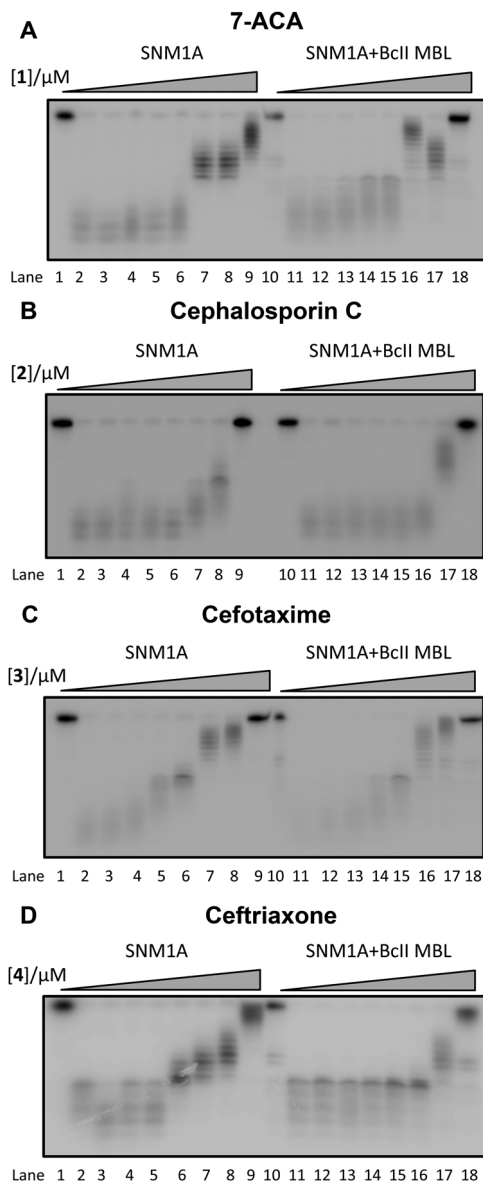 A
7-ACA
SNM1A SNM1A+BcII MBL
[1]/μM
Lane 1 2 3 4 5 6 7 8 9 10 11 12 13 14 15 16 17 18
B
Cephalosporin C
SNM1A SNM1A+BcII MBL
[2]/μM
Lane 1 2 3 4 5 6 7 8 9 10 11 12 13 14 15 16 17 18
C
Cefotaxime
SNM1A SNM1A+BcII MBL
[3]/μM
Lane 1 2 3 4 5 6 7 8 9 10 11 12 13 14 15 16 17 18
D
Ceftriaxone
SNM1A SNM1A+BcII MBL
[4]/μM
Lane 1 2 3 4 5 6 7 8 9 10 11 12 13 14 15 16 17 18